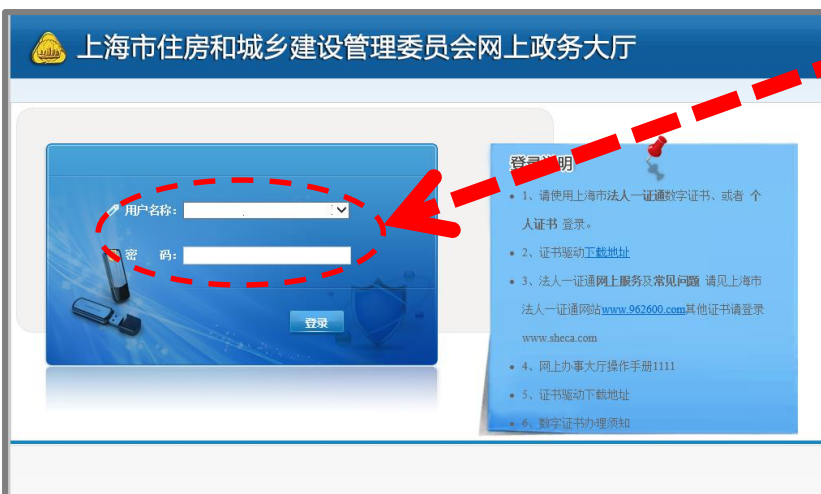 上海市住房和城乡建设管理委员会网上政务大厅
登录说明
用户名称：
密 码：
登录
1、请使用上海市法人一证通数字证书、或者 个
人证书 登录。
2、证书驱动下载地址
3、法人一证通网上服务及常见问题 请见上海市
法人一证通网站www.962600.com其他证书请登录
www.sheca.com
4、网上办事大厅操作手册1111
5、证书驱动下载地址
6、数字证书办理须知